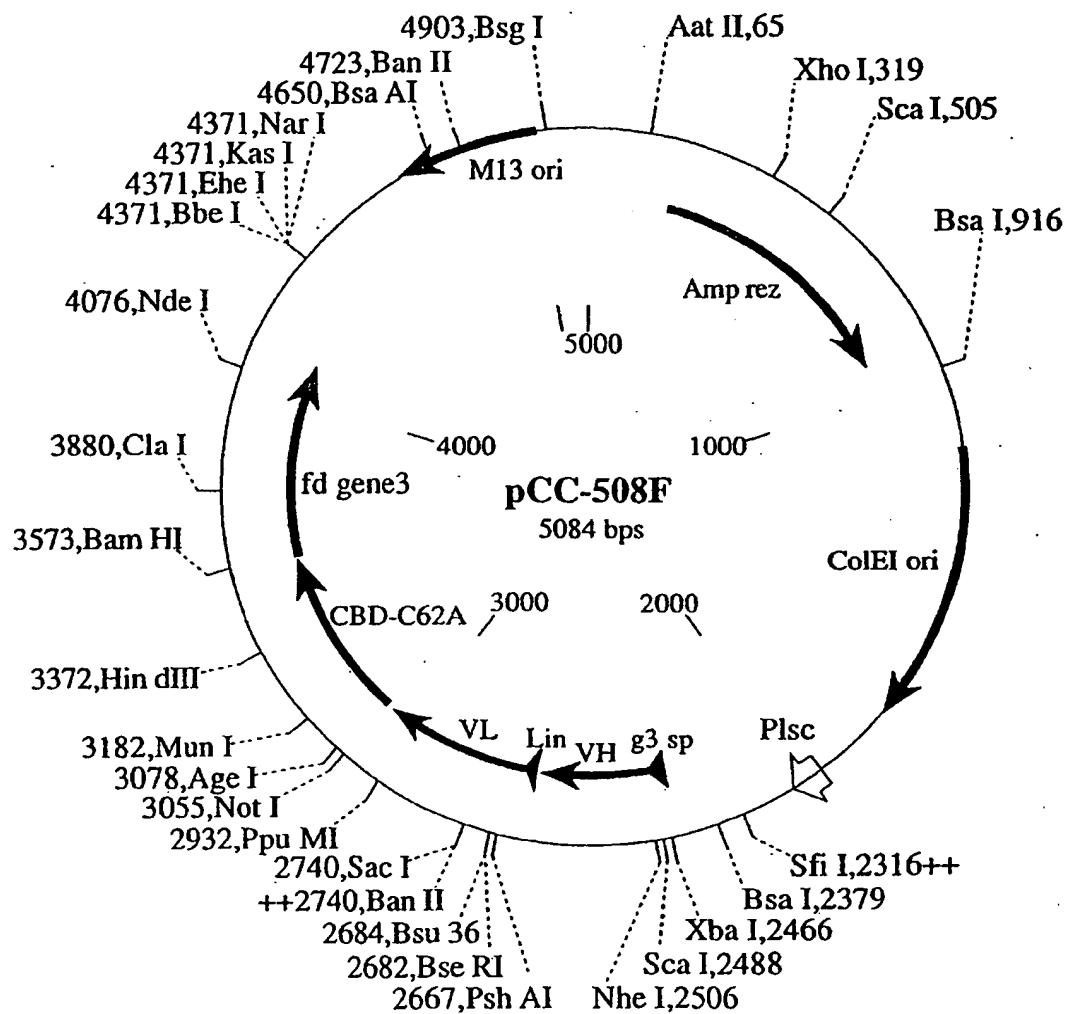 4903,Bsg I
Aat II,65
4723,Ban II
4650,Bsa AI
Xho I,319
4371,Nar I
Sca I,505
4371,Kas I
4371,Ehe I
4371,Bbe I
M13 ori
Bsa I,916
4076,Nde I
Amp rez
5000
3880,Cla I
4000
1000
fd gene3
pCC-508F
5084 bps
3573,Bam HI
ColEI ori
CBD-C62A
3000
2000
3372,Hin dIII
VL
Lin
VH
g3 sp
Plsc
3182,Mun I
3078,Age I
3055,Not I
2932,Ppu MI
2740,Sac I
Sfi I,2316++
++2740,Ban II
Bsa I,2379
2684,Bsu 36
Xba I,2466
2682,Bse RI
Sca I,2488
2667,Psh AI
Nhe I,2506